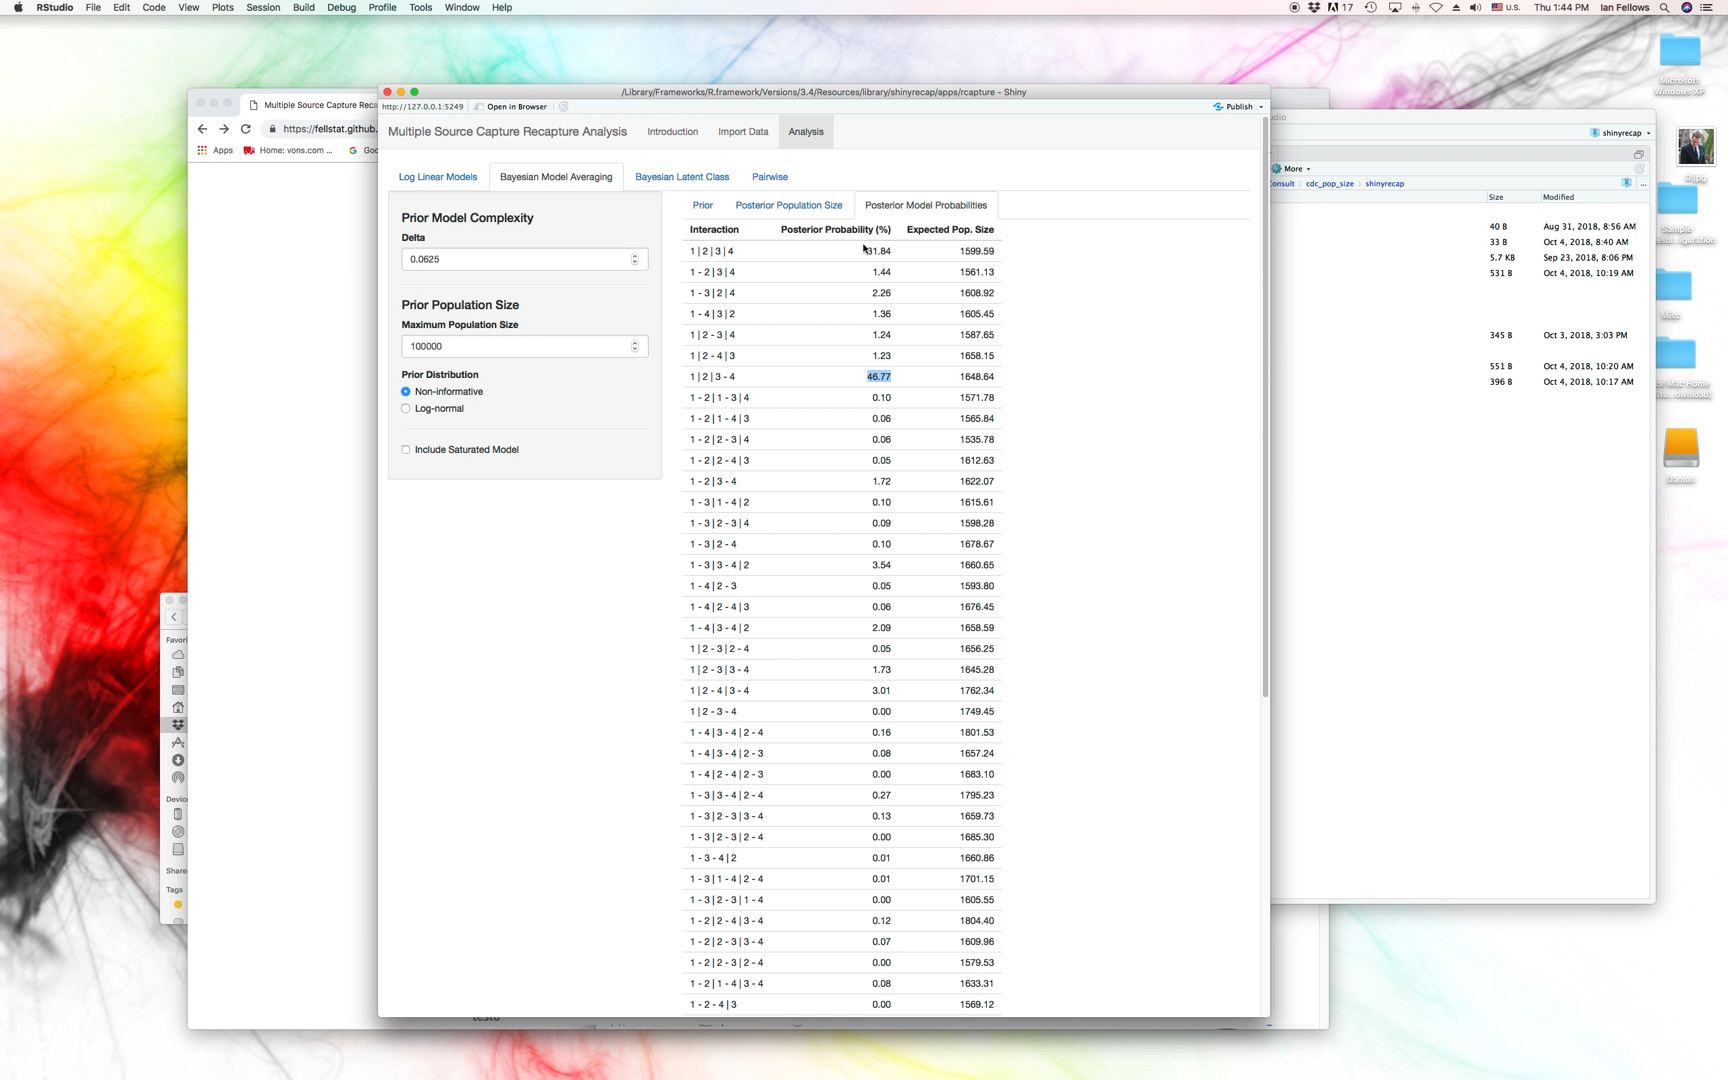 RStudio File Edit Code View Plots Session Build Debug Profile Tools Window Help
17 U.S. Thu 1:44 PM Ian Fellows
Multiple Source Capture Reca
https://fellstat.github.
Apps Home: vons.com ... Goo
/Library/Frameworks/R.framework/Versions/3.4/Resources/library/shinyrecap/apps/rcapture - Shiny
http://127.0.0.1:5249 Open in Browser Publish
Multiple Source Capture Recapture Analysis Introduction Import Data Analysis
Log Linear Models Bayesian Model Averaging Bayesian Latent Class Pairwise
Prior Model Complexity
Delta
0.0625
Prior Population Size
Maximum Population Size
100000
Prior Distribution
Non-informative
Log-normal
Include Saturated Model
Prior Posterior Population Size Posterior Model Probabilities
Interaction Posterior Probability (%) Expected Pop. Size
1 | 2 | 3 | 4 31.84 1599.59
1 - 2 | 3 | 4 1.44 1561.13
1 - 3 | 2 | 4 2.26 1608.92
1 - 4 | 3 | 2 1.36 1605.45
1 | 2 - 3 | 4 1.24 1587.65
1 | 2 - 4 | 3 1.23 1658.15
1 | 2 | 3 - 4 46.77 1648.64
1 - 2 | 1 - 3 | 4 0.10 1571.78
1 - 2 | 1 - 4 | 3 0.06 1565.84
1 - 2 | 2 - 3 | 4 0.06 1535.78
1 - 2 | 2 - 4 | 3 0.05 1612.63
1 - 2 | 3 - 4 1.72 1622.07
1 - 3 | 1 - 4 | 2 0.10 1615.61
1 - 3 | 2 - 3 | 4 0.09 1598.28
1 - 3 | 2 - 4 0.10 1678.67
1 - 3 | 3 - 4 | 2 3.54 1660.65
1 - 4 | 2 - 3 0.05 1593.80
1 - 4 | 2 - 4 | 3 0.06 1676.45
1 - 4 | 3 - 4 | 2 2.09 1658.59
1 | 2 - 3 | 2 - 4 0.05 1656.25
1 | 2 - 3 | 3 - 4 1.73 1645.28
1 | 2 - 4 | 3 - 4 3.01 1762.34
1 | 2 - 3 - 4 0.00 1749.45
1 - 4 | 3 - 4 | 2 - 4 0.16 1801.53
1 - 4 | 3 - 4 | 2 - 3 0.08 1657.24
1 - 4 | 2 - 4 | 2 - 3 0.00 1683.10
1 - 3 | 3 - 4 | 2 - 4 0.27 1795.23
1 - 3 | 2 - 3 | 3 - 4 0.13 1659.73
1 - 3 | 2 - 3 | 2 - 4 0.00 1685.30
1 - 3 - 4 | 2 0.01 1660.86
1 - 3 | 1 - 4 | 2 - 4 0.01 1701.15
1 - 3 | 2 - 3 | 1 - 4 0.00 1605.55
1 - 2 | 2 - 4 | 3 - 4 0.12 1804.40
1 - 2 | 2 - 3 | 3 - 4 0.07 1609.96
1 - 2 | 2 - 3 | 2 - 4 0.00 1579.53
1 - 2 | 1 - 4 | 3 - 4 0.08 1633.31
1 - 2 - 4 | 3 0.00 1569.12
Favori
Device
Share
Tags
dio
shinyrecap
More
onsult cdc_pop_size shinyrecap
Size Modified
40 B Aug 31, 2018, 8:56 AM
33 B Oct 4, 2018, 8:40 AM
5.7 KB Sep 23, 2018, 8:06 PM
531 B Oct 4, 2018, 10:19 AM
345 B Oct 3, 2018, 3:03 PM
551 B Oct 4, 2018, 10:20 AM
396 B Oct 4, 2018, 10:17 AM
Microsoft
Windows XP
Sample
Misc
Damon